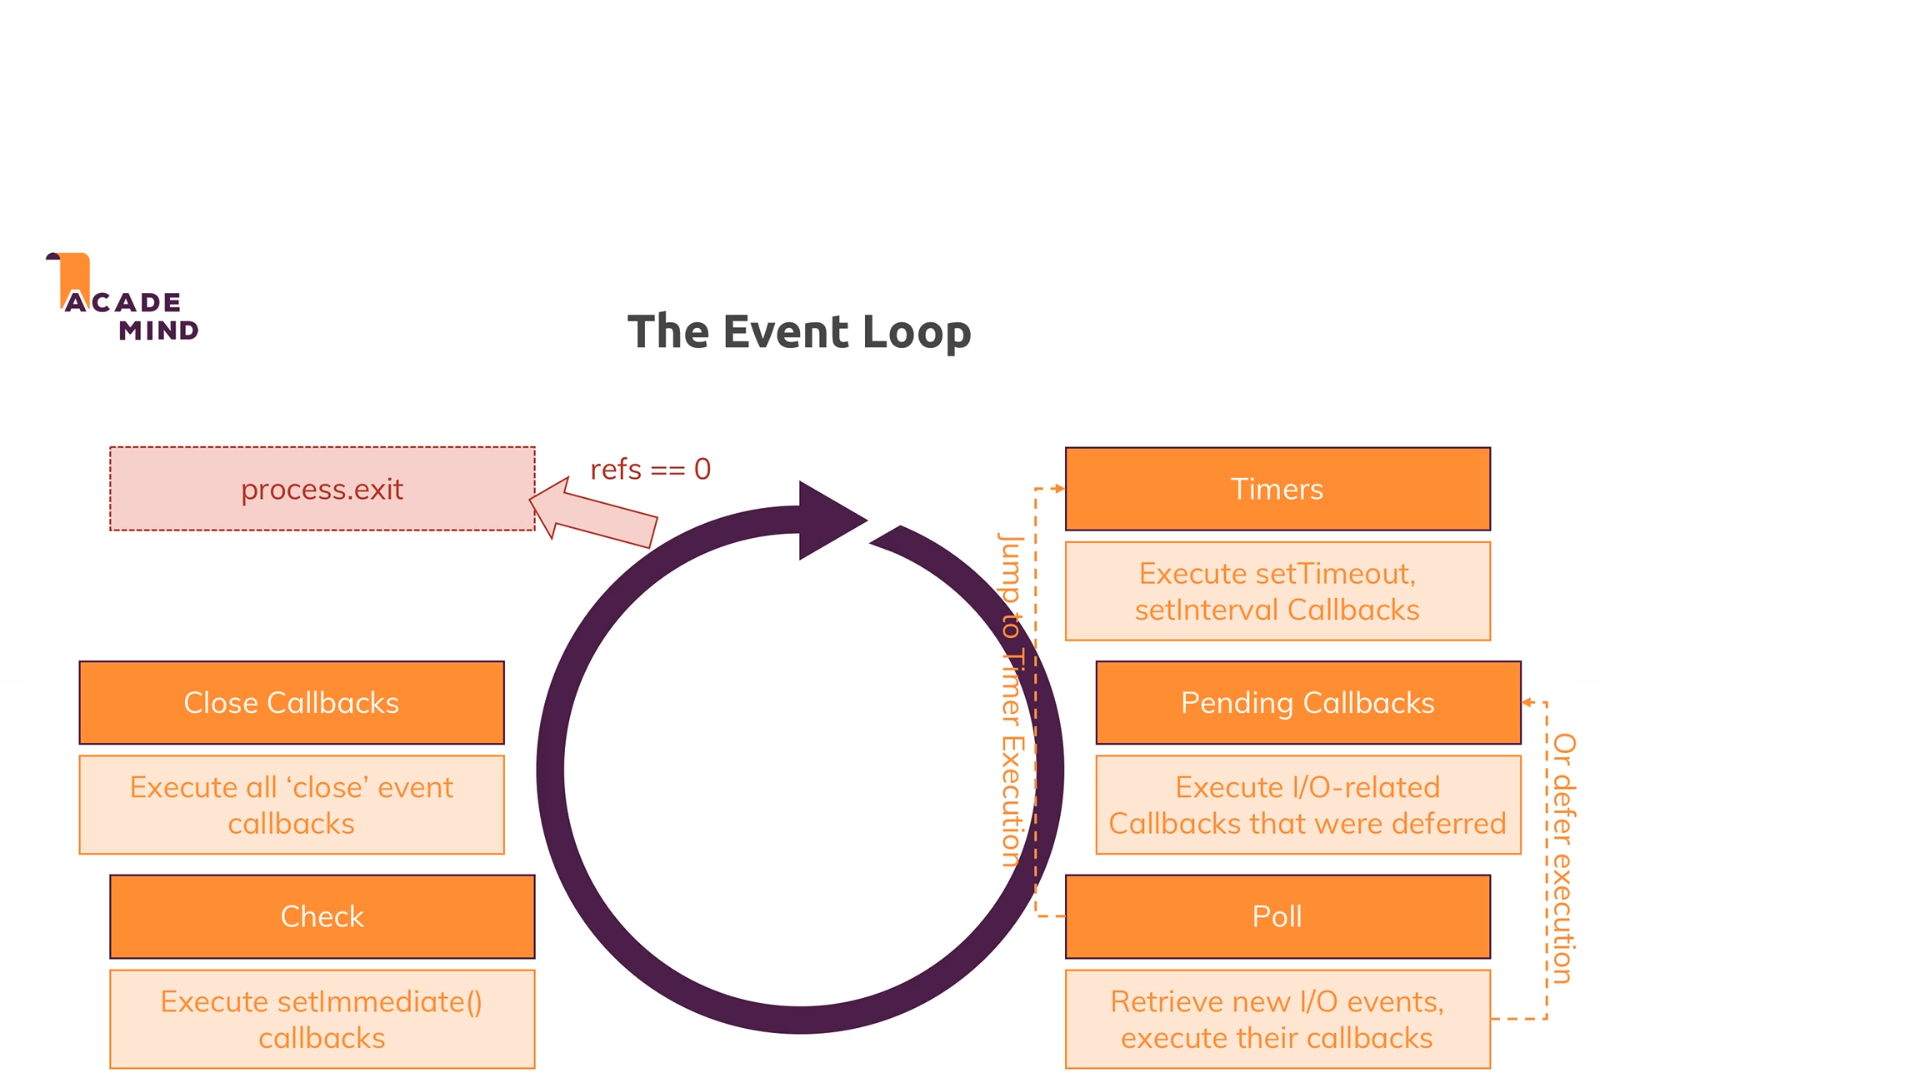 ACADE
MIND
The Event Loop
process.exit
refs == 0
Timers
Execute setTimeout,
setInterval Callbacks
Jump to Timer Execution
Close Callbacks
Execute all ‘close’ event
callbacks
Pending Callbacks
Execute I/O-related
Callbacks that were deferred
Or defer execution
Check
Execute setImmediate()
callbacks
Poll
Retrieve new I/O events,
execute their callbacks